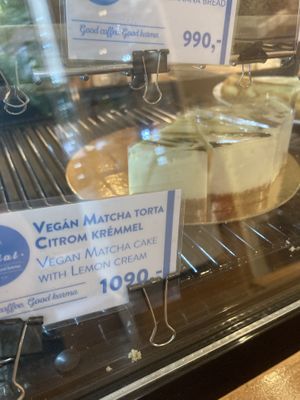 BREAD
Good coffee. Good karma.
990,-
VEGÁN MATCHA TORTA
CITROM KRÉMMEL
VEGAN MATCHA CAKE
WITH LEMON CREAM
1090.-
coffee. Good karma.